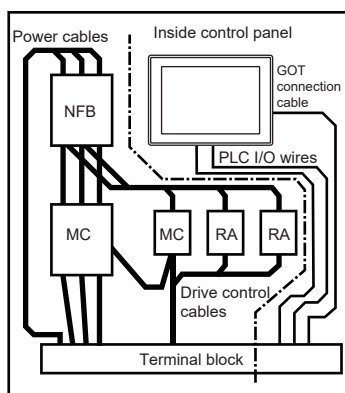 Power cables
Inside control panel
GOT
connection
cable
NFB
PLC I/O wires
MC
MC
RA
RA
Drive control
cables
Terminal block